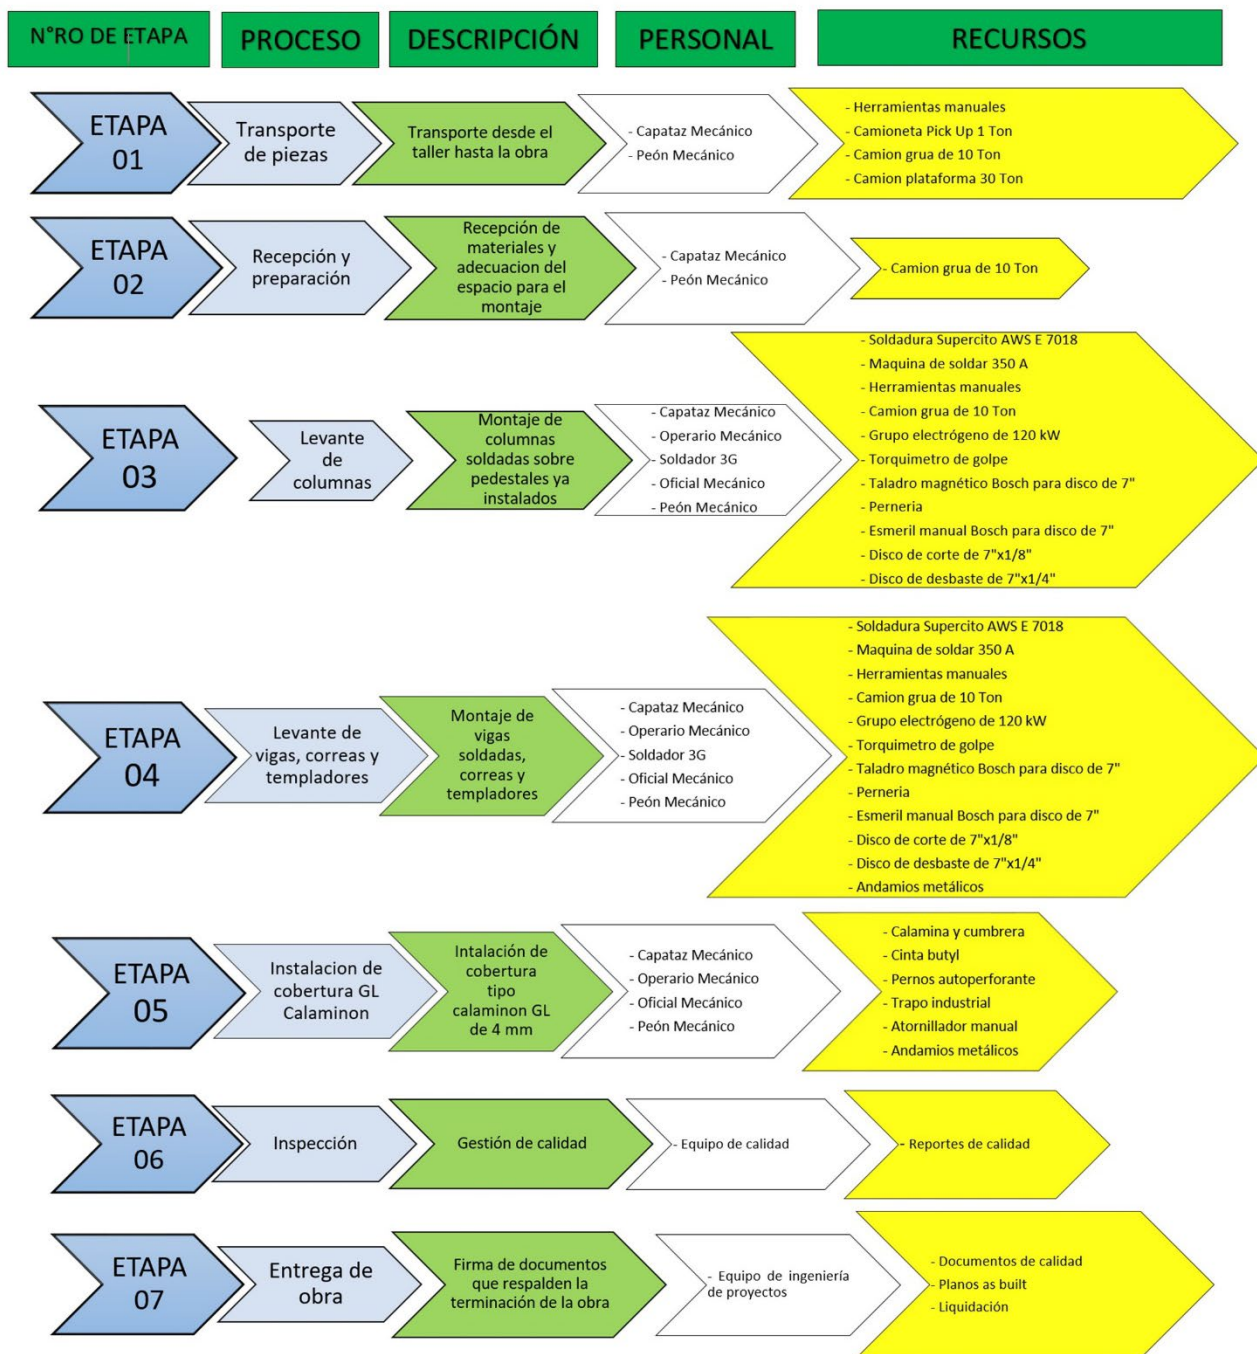 N°RO DE ETAPA
PROCESO
DESCRIPCIÓN
PERSONAL
RECURSOS
ETAPA
01
Transporte
de piezas
Transporte desde el
taller hasta la obra
- Capataz Mecánico
- Peón Mecánico
- Herramientas manuales
- Camioneta Pick Up 1 Ton
- Camion grua de 10 Ton
- Camion plataforma 30 Ton
ETAPA
02
Recepción y
preparación
Recepción de
materiales y
adecuacion del
espacio para el
montaje
- Capataz Mecánico
- Peón Mecánico
- Camion grua de 10 Ton
ETAPA
03
Levante
de
columnas
Montaje de
columnas
soldadas sobre
pedestales ya
instalados
- Capataz Mecánico
- Operario Mecánico
- Soldador 3G
- Oficial Mecánico
- Peón Mecánico
- Soldadura Supercito AWS E 7018
- Maquina de soldar 350 A
- Herramientas manuales
- Camion grua de 10 Ton
- Grupo electrógeno de 120 kW
- Torquimetro de golpe
- Taladro magnético Bosch para disco de 7"
- Perneria
- Esmeril manual Bosch para disco de 7"
- Disco de corte de 7"x1/8"
- Disco de desbaste de 7"x1/4"
ETAPA
04
Levante de
vigas, correas y
templadores
Montaje de
vigas
soldadas,
correas y
templadores
- Capataz Mecánico
- Operario Mecánico
- Soldador 3G
- Oficial Mecánico
- Peón Mecánico
- Soldadura Supercito AWS E 7018
- Maquina de soldar 350 A
- Herramientas manuales
- Camion grua de 10 Ton
- Grupo electrógeno de 120 kW
- Torquimetro de golpe
- Taladro magnético Bosch para disco de 7"
- Perneria
- Esmeril manual Bosch para disco de 7"
- Disco de corte de 7"x1/8"
- Disco de desbaste de 7"x1/4"
- Andamios metálicos
ETAPA
05
Instalacion de
cobertura GL
Calaminon
Intalación de
cobertura
tipo
calaminon GL
de 4 mm
- Capataz Mecánico
- Operario Mecánico
- Oficial Mecánico
- Peón Mecánico
- Calamina y cumbrera
- Cinta butyl
- Pernos autoperforante
- Trapo industrial
- Atornillador manual
- Andamios metálicos
ETAPA
06
Inspección
Gestión de calidad
- Equipo de calidad
- Reportes de calidad
ETAPA
07
Entrega de
obra
Firma de documentos
que respalden la
terminación de la obra
- Equipo de ingeniería
de proyectos
- Documentos de calidad
- Planos as built
- Liquidación